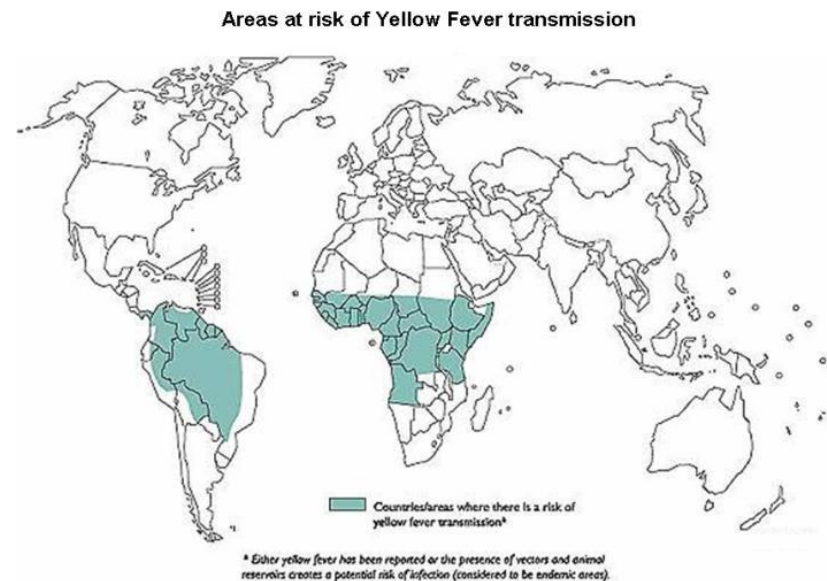 Areas at risk of Yellow Fever transmission
Countries/areas where there is a risk of
yellow fever transmission*
* Either yellow fever has been reported or the presence of vectors and animal
reservoirs creates a potential risk of infection (considered to be endemic areas).